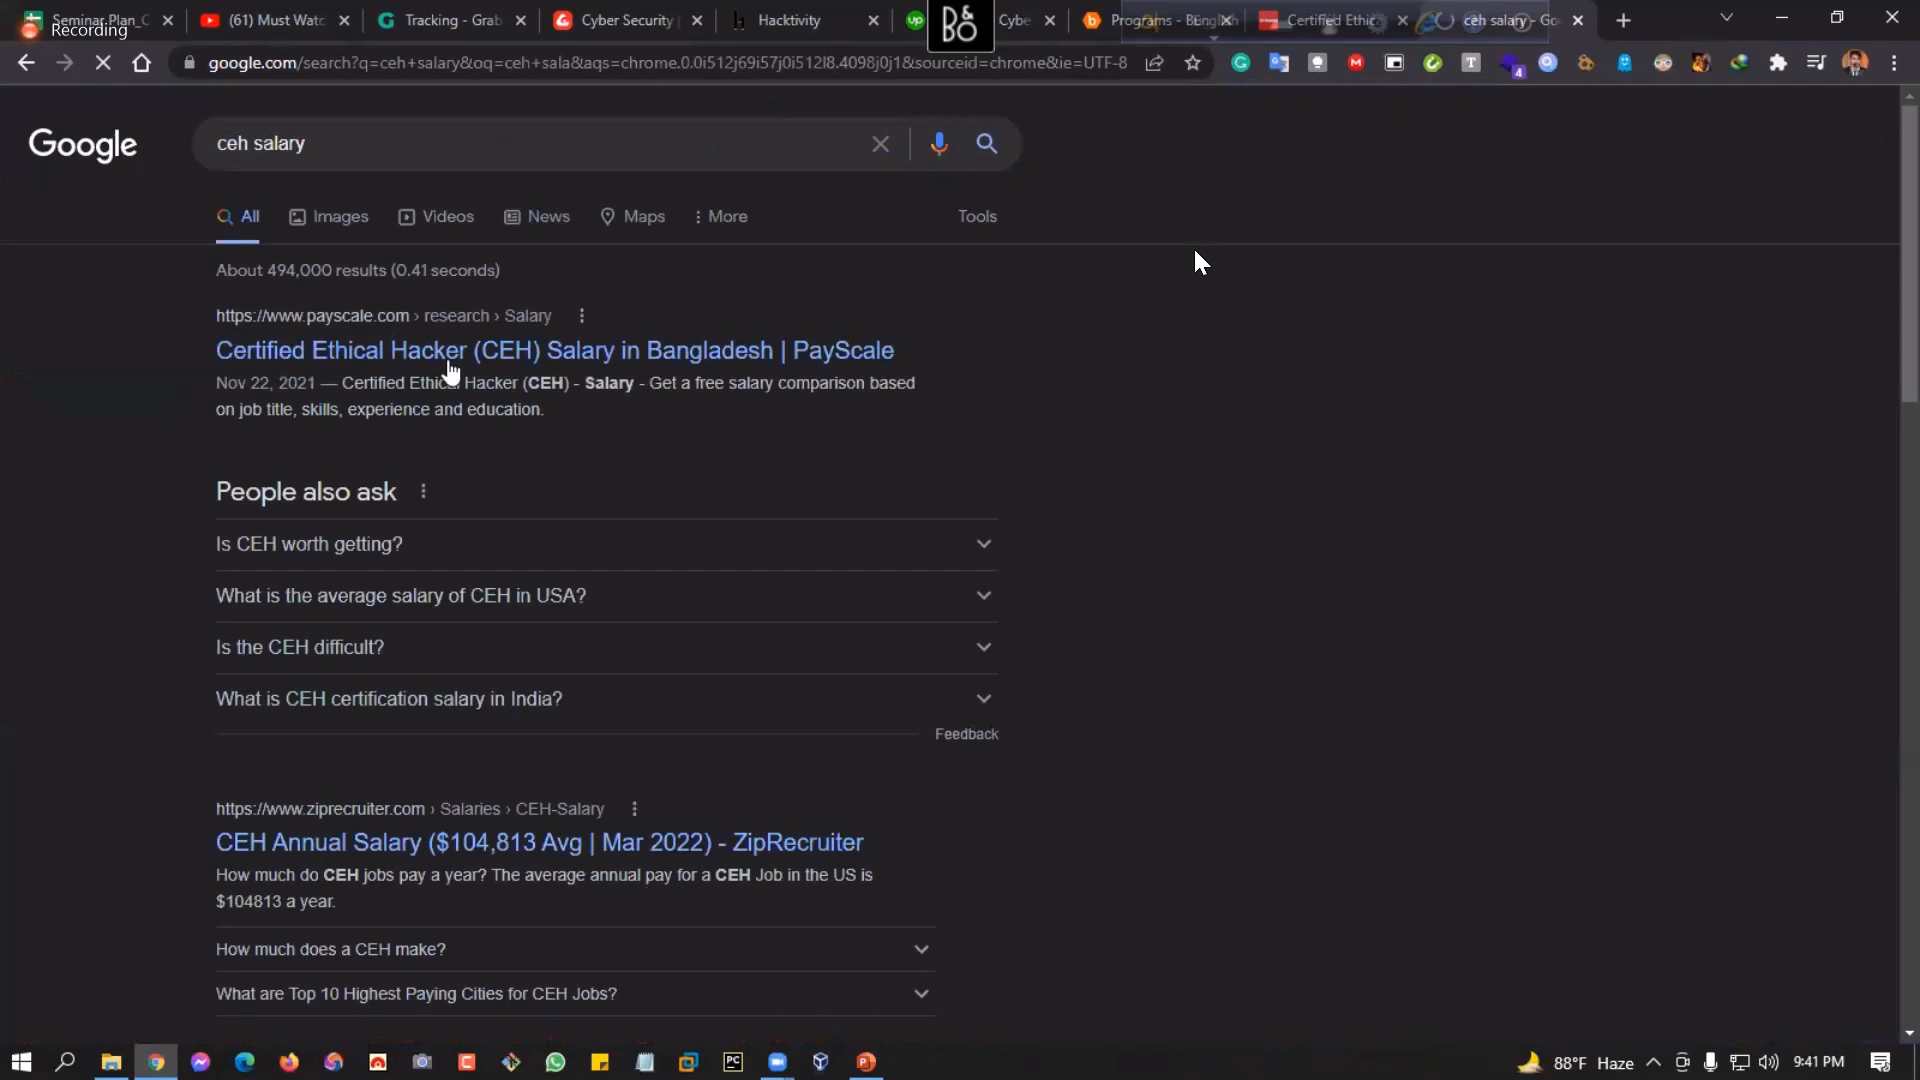 Seminar Plan_C
(61) Must Watc
Tracking - Grab
Cyber Security
Hacktivity
Cybe
Programs - B
Certified Ethic
ceh salary - Go
Recording
B&O
google.com/search?q=ceh+salary&oq=ceh+sala&aqs=chrome.0.0i512j69i57j0i512l8.4098j0j1&sourceid=chrome&ie=UTF-8
4
Google
ceh salary
All
Images
Videos
News
Maps
More
Tools
About 494,000 results (0.41 seconds)
https://www.payscale.com › research › Salary
Certified Ethical Hacker (CEH) Salary in Bangladesh | PayScale
Nov 22, 2021 — Certified Ethical Hacker (CEH) - Salary - Get a free salary comparison based
on job title, skills, experience and education.
People also ask
Is CEH worth getting?
What is the average salary of CEH in USA?
Is the CEH difficult?
What is CEH certification salary in India?
Feedback
https://www.ziprecruiter.com › Salaries › CEH-Salary
CEH Annual Salary ($104,813 Avg | Mar 2022) - ZipRecruiter
How much do CEH jobs pay a year? The average annual pay for a CEH Job in the US is
$104813 a year.
How much does a CEH make?
What are Top 10 Highest Paying Cities for CEH Jobs?
88°F Haze
9:41 PM